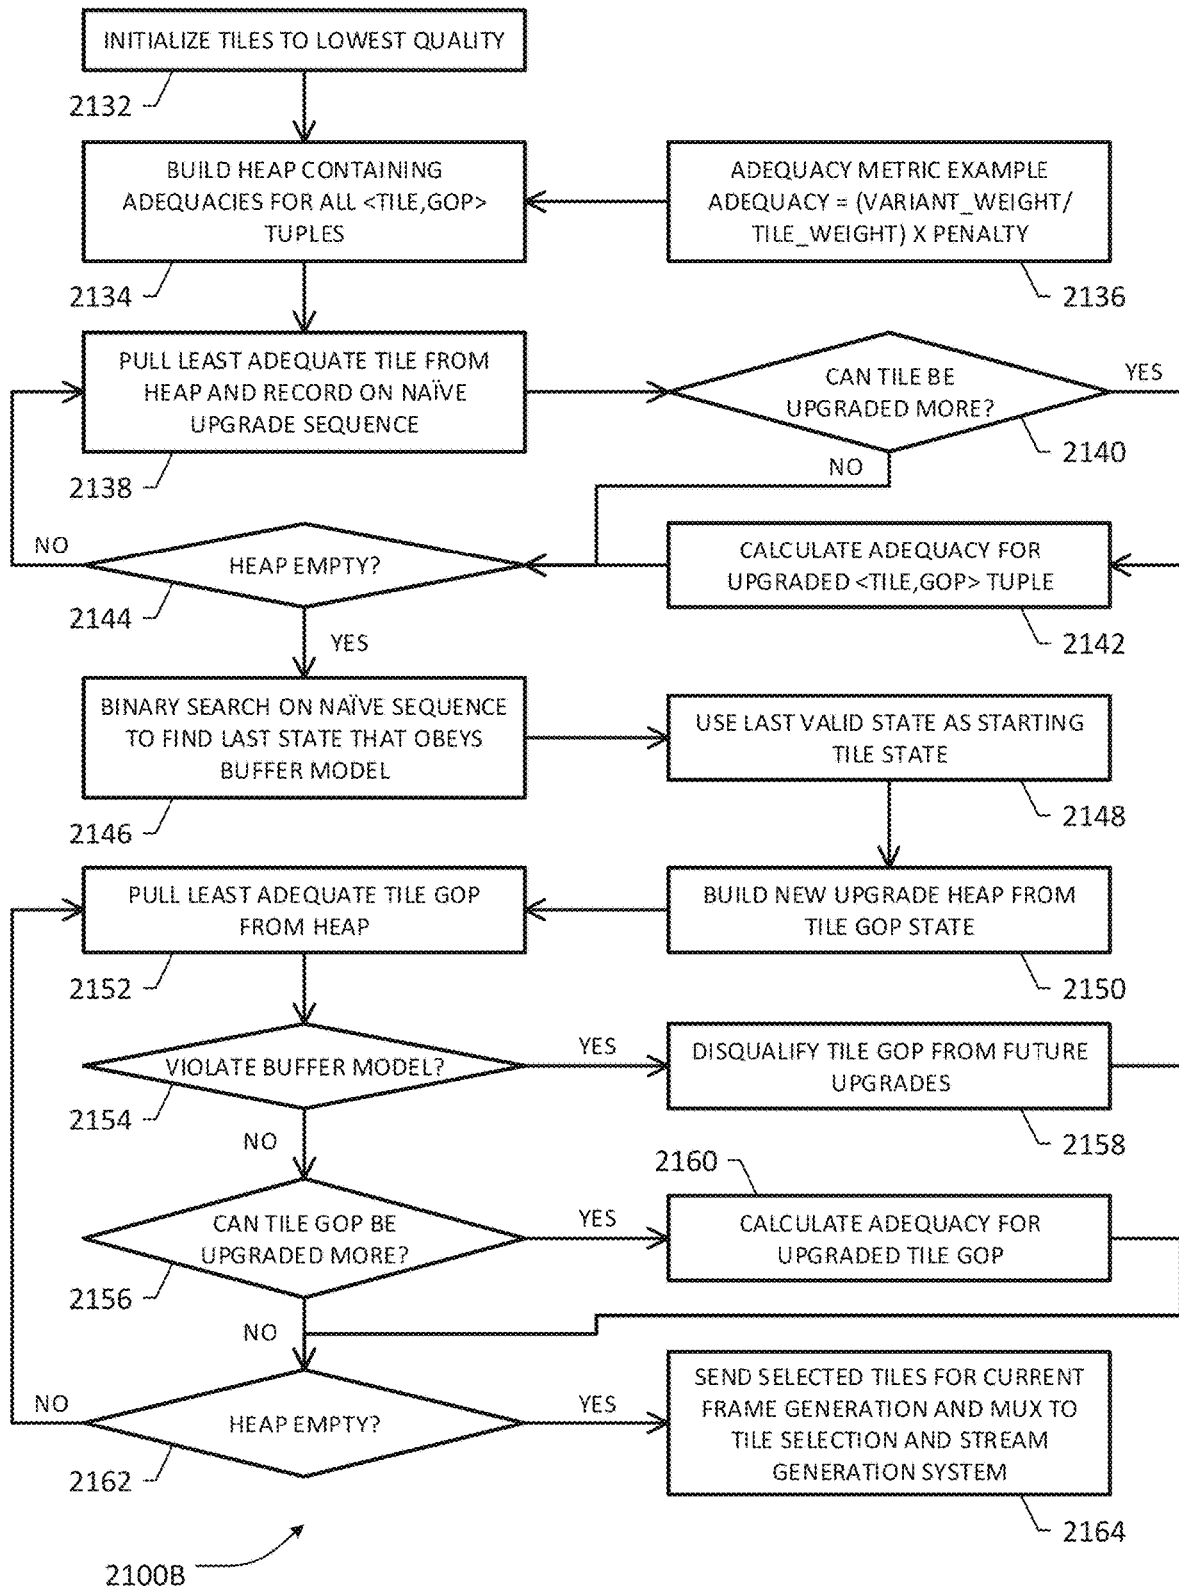 INITIALIZE TILES TO LOWEST QUALITY
2132
BUILD HEAP CONTAINING
ADEQUACIES FOR ALL <TILE,GOP>
TUPLES
2134
ADEQUACY METRIC EXAMPLE
ADEQUACY = (VARIANT_WEIGHT/
TILE_WEIGHT) X PENALTY
2136
PULL LEAST ADEQUATE TILE FROM
HEAP AND RECORD ON NAÏVE
UPGRADE SEQUENCE
2138
CAN TILE BE
UPGRADED MORE?
YES
2140
NO
NO
HEAP EMPTY?
2144
YES
CALCULATE ADEQUACY FOR
UPGRADED <TILE,GOP> TUPLE
2142
BINARY SEARCH ON NAÏVE SEQUENCE
TO FIND LAST STATE THAT OBEYS
BUFFER MODEL
2146
USE LAST VALID STATE AS STARTING
TILE STATE
2148
PULL LEAST ADEQUATE TILE GOP
FROM HEAP
2152
BUILD NEW UPGRADE HEAP FROM
TILE GOP STATE
2150
VIOLATE BUFFER MODEL?
YES
2154
NO
DISQUALIFY TILE GOP FROM FUTURE
UPGRADES
2158
2160
CAN TILE GOP BE
UPGRADED MORE?
YES
2156
NO
CALCULATE ADEQUACY FOR
UPGRADED TILE GOP
NO
HEAP EMPTY?
YES
2162
SEND SELECTED TILES FOR CURRENT
FRAME GENERATION AND MUX TO
TILE SELECTION AND STREAM
GENERATION SYSTEM
2164
2100B